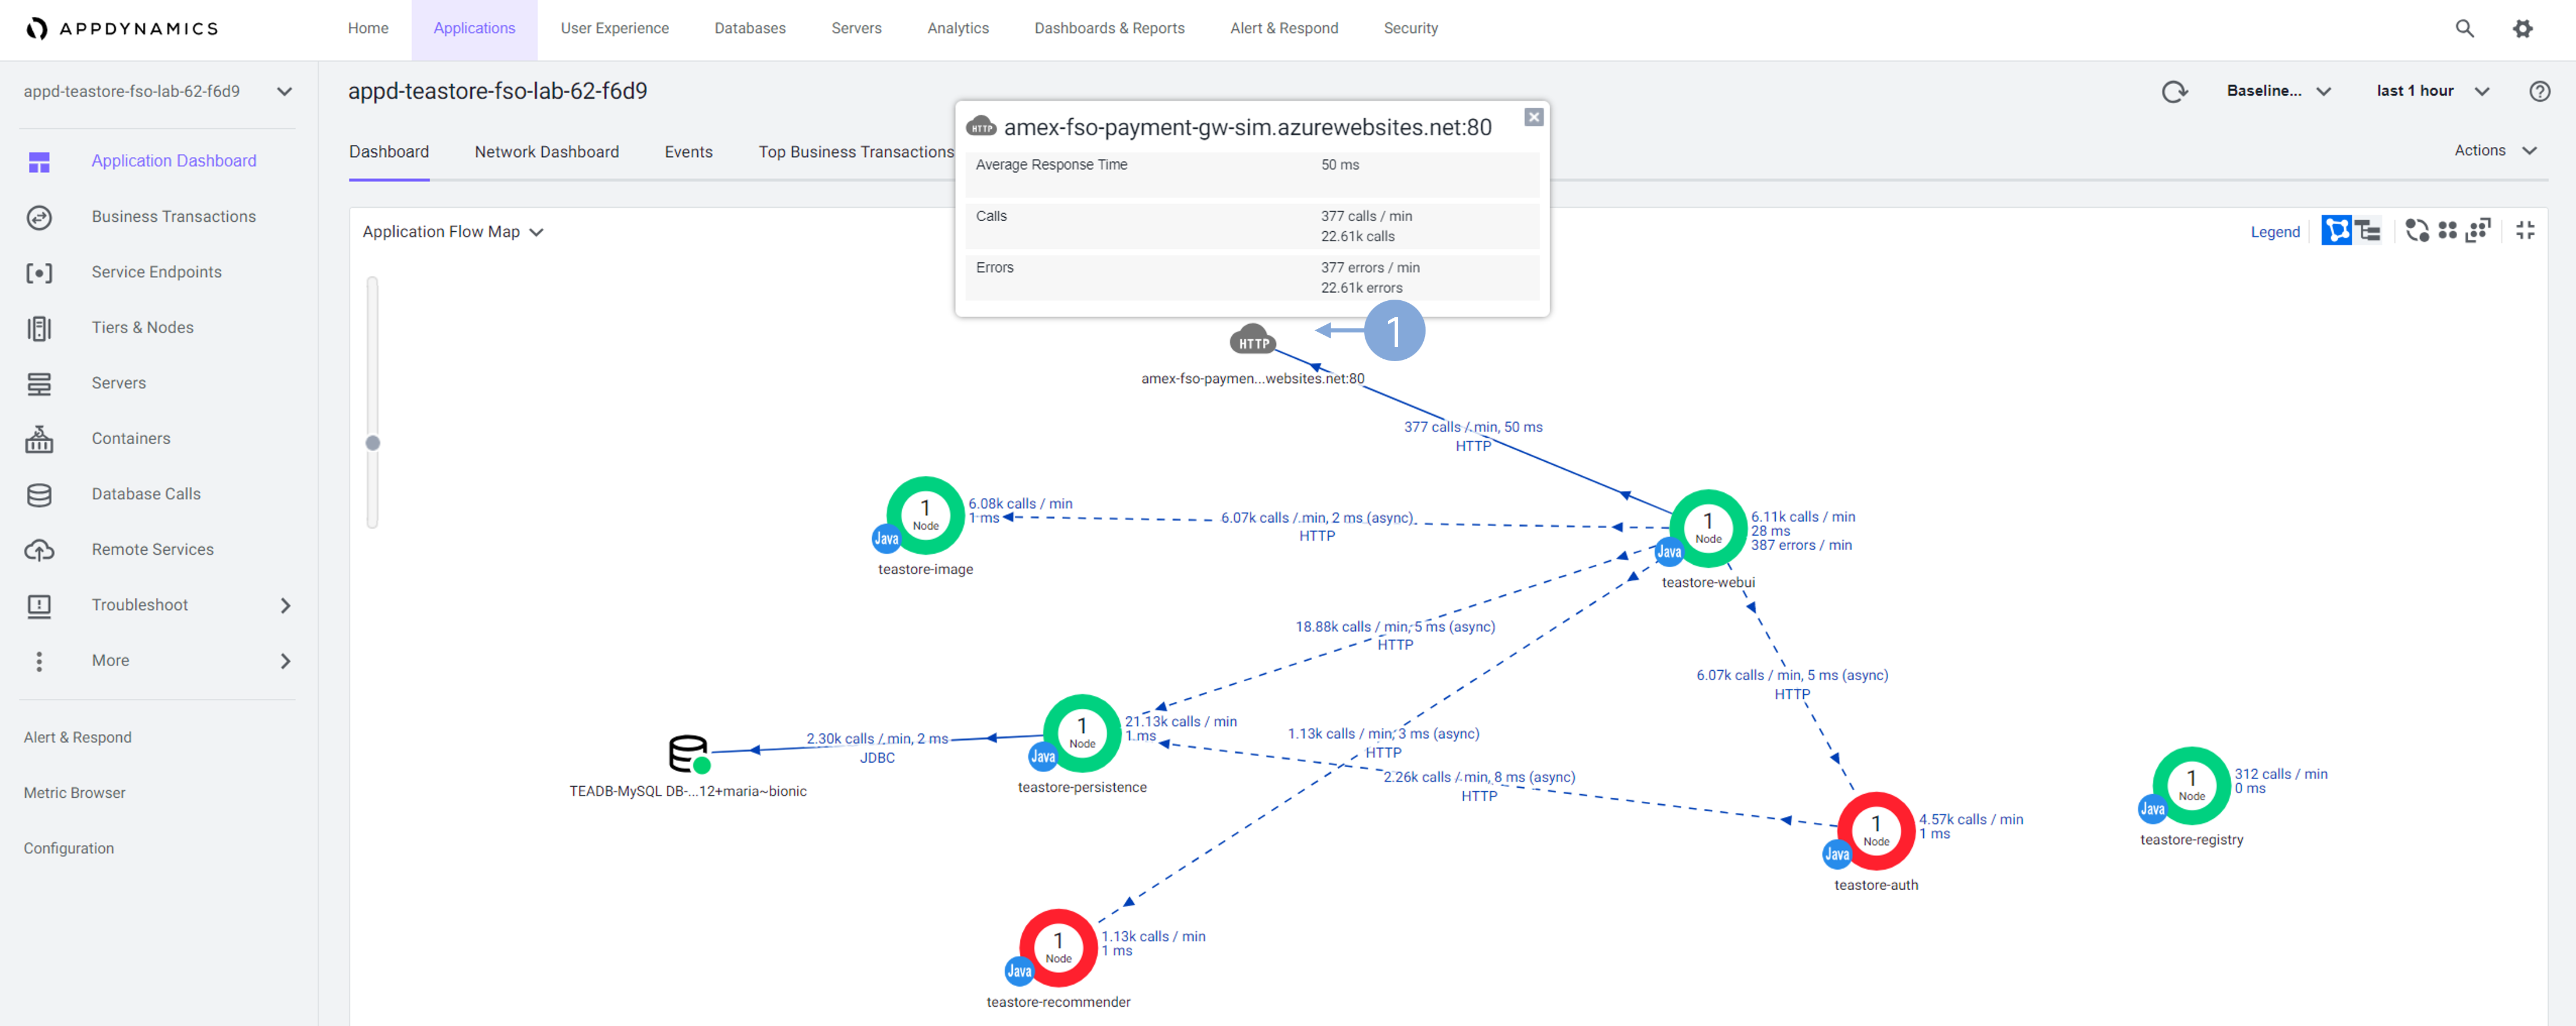 APPDYNAMICS
Home
Applications
User Experience
Databases
Servers
Analytics
Dashboards & Reports
Alert & Respond
Security
appd-teastore-fso-lab-62-f6d9
Application Dashboard
Business Transactions
Service Endpoints
Tiers & Nodes
Servers
Containers
Database Calls
Remote Services
Troubleshoot
More
Alert & Respond
Metric Browser
Configuration
appd-teastore-fso-lab-62-f6d9
Baseline...
last 1 hour
Dashboard
Network Dashboard
Events
Top Business Transactions
Actions
Application Flow Map
Legend
HTTP
amex-fso-payment-gw-sim.azurewebsites.net:80
Average Response Time
50 ms
Calls
377 calls / min
22.61k calls
Errors
377 errors / min
22.61k errors
1
HTTP
amex-fso-paymen...websites.net:80
377 calls / min, 50 ms
HTTP
1
Node
Java
6.08k calls / min
1 ms
teastore-image
6.07k calls / min, 2 ms (async)
HTTP
1
Node
Java
6.11k calls / min
28 ms
387 errors / min
teastore-webui
18.88k calls / min, 5 ms (async)
HTTP
6.07k calls / min, 5 ms (async)
HTTP
1
Node
Java
21.13k calls / min
1 ms
teastore-persistence
2.30k calls / min, 2 ms
JDBC
TEADB-MySQL DB-...12+maria~bionic
1.13k calls / min, 3 ms (async)
HTTP
2.26k calls / min, 8 ms (async)
HTTP
1
Node
Java
312 calls / min
0 ms
teastore-registry
1
Node
Java
4.57k calls / min
1 ms
teastore-auth
1
Node
Java
1.13k calls / min
1 ms
teastore-recommender